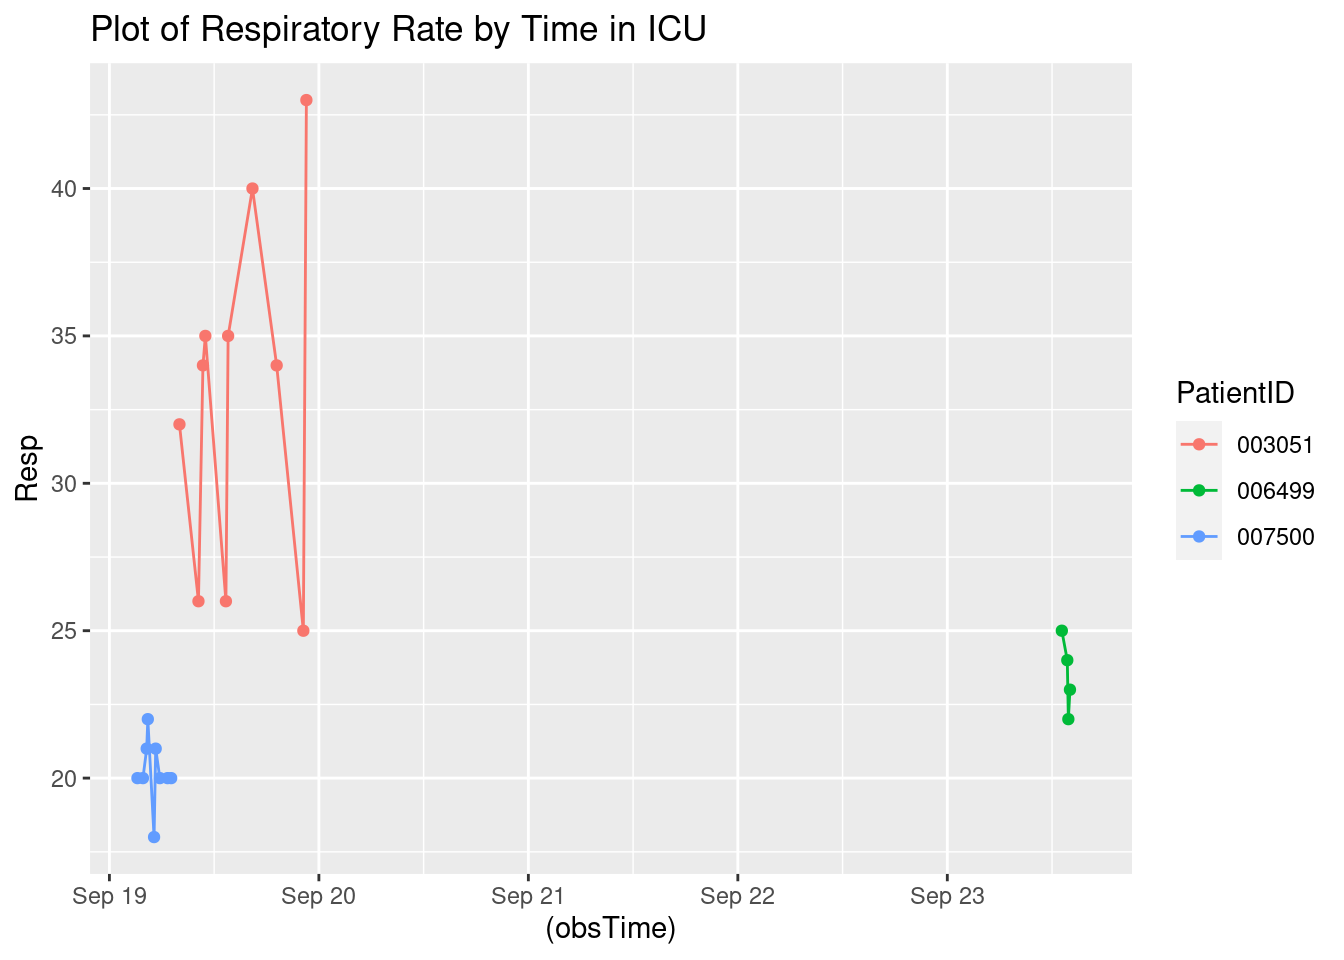 Plot of Respiratory Rate by Time in ICU
40
35
30
25
20
Resp
Sep 19
Sep 20
Sep 21
Sep 22
Sep 23
(obsTime)
PatientID
003051
006499
007500